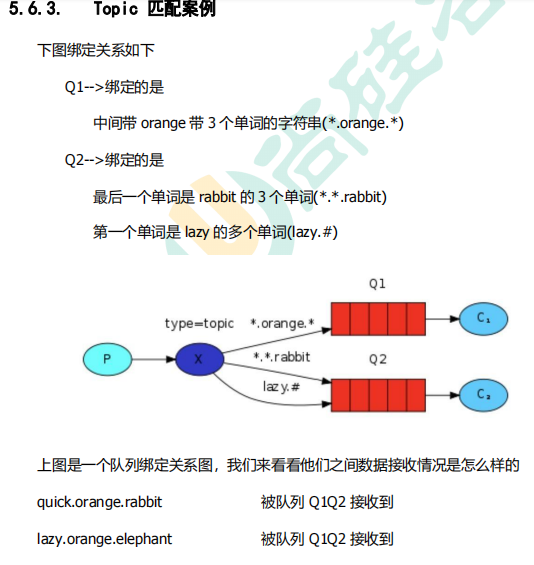 5.6.3. Topic 匹配案例
下图绑定关系如下
Q1-->绑定的是
中间带 orange 带 3 个单词的字符串(*.orange.*)
Q2-->绑定的是
最后一个单词是 rabbit 的 3 个单词(*.*.rabbit)
第一个单词是 lazy 的多个单词(lazy.#)
Q1
type=topic *.orange.* C₁
P X *.*.rabbit Q2
lazy.# C₂
上图是一个队列绑定关系图，我们来看看他们之间数据接收情况是怎么样的
quick.orange.rabbit 被队列 Q1Q2 接收到
lazy.orange.elephant 被队列 Q1Q2 接收到